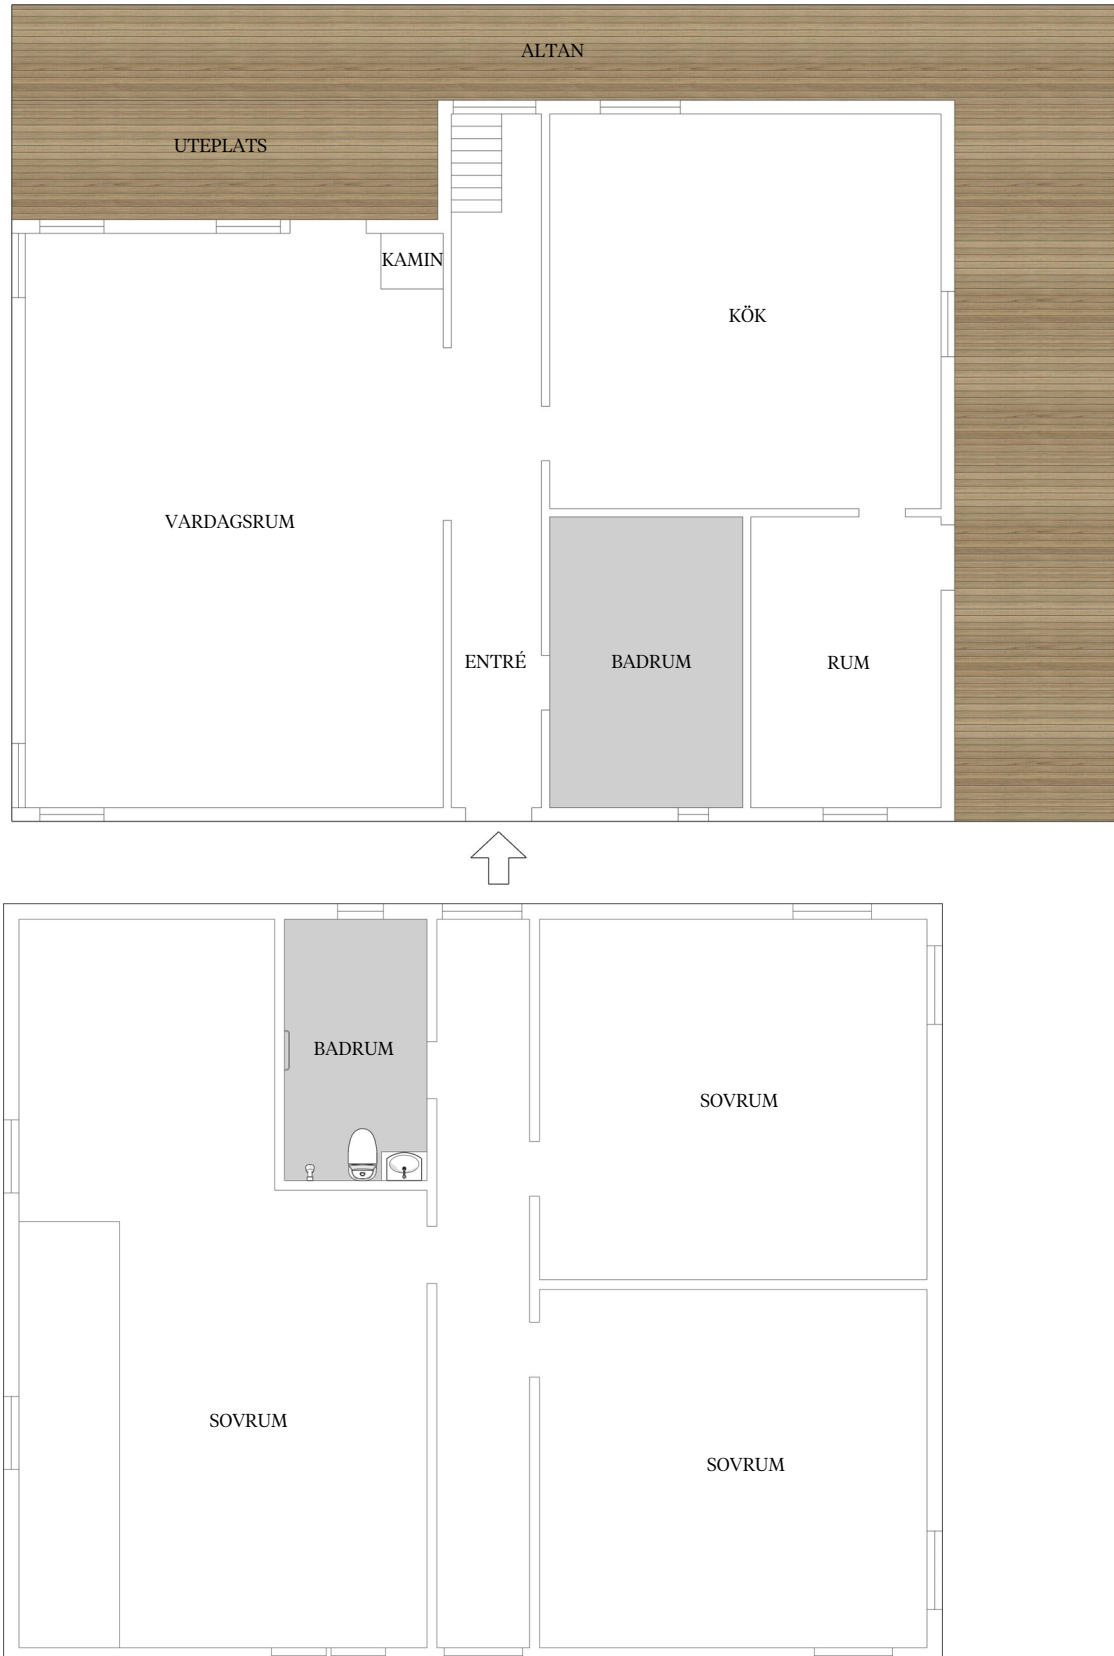 ALTAN
UTEPLATS
KAMIN
KÖK
VARDAGSRUM
ENTRÉ
BADRUM
RUM
BADRUM
SOVRUM
SOVRUM
SOVRUM